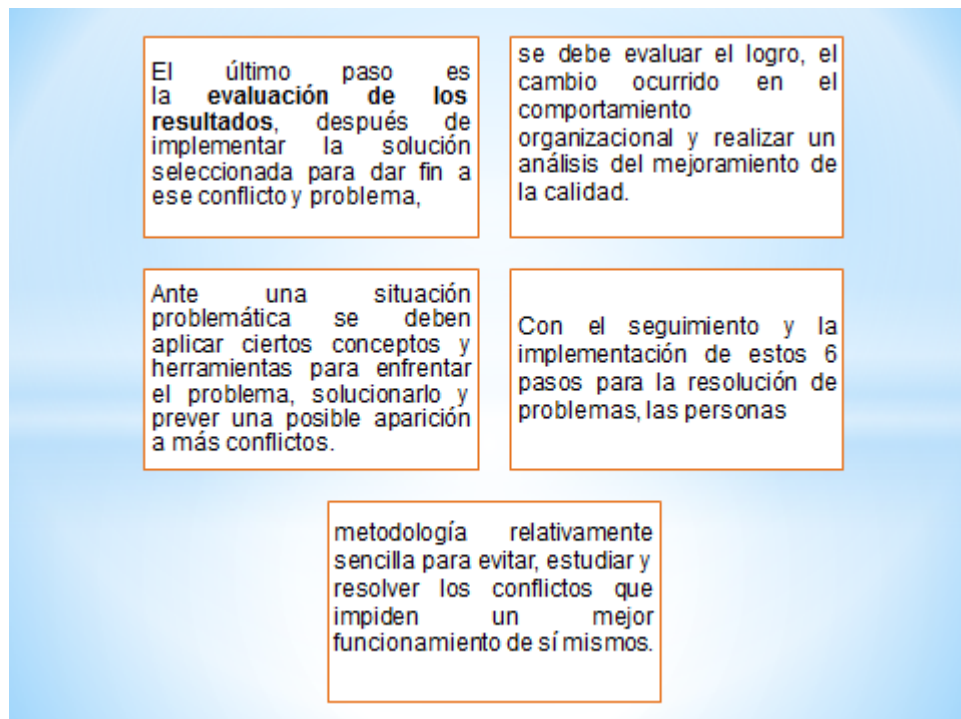 El último paso es
la evaluación de los
resultados, después de
implementar la solución
seleccionada para dar fin a
ese conflicto y problema,
se debe evaluar el logro, el
cambio ocurrido en el
comportamiento
organizacional y realizar un
análisis del mejoramiento de
la calidad.
Ante una situación
problemática se deben
aplicar ciertos conceptos y
herramientas para enfrentar
el problema, solucionarlo y
prever una posible aparición
a más conflictos.
Con el seguimiento y la
implementación de estos 6
pasos para la resolución de
problemas, las personas
metodología relativamente
sencilla para evitar, estudiar y
resolver los conflictos que
impiden un mejor
funcionamiento de sí mismos.